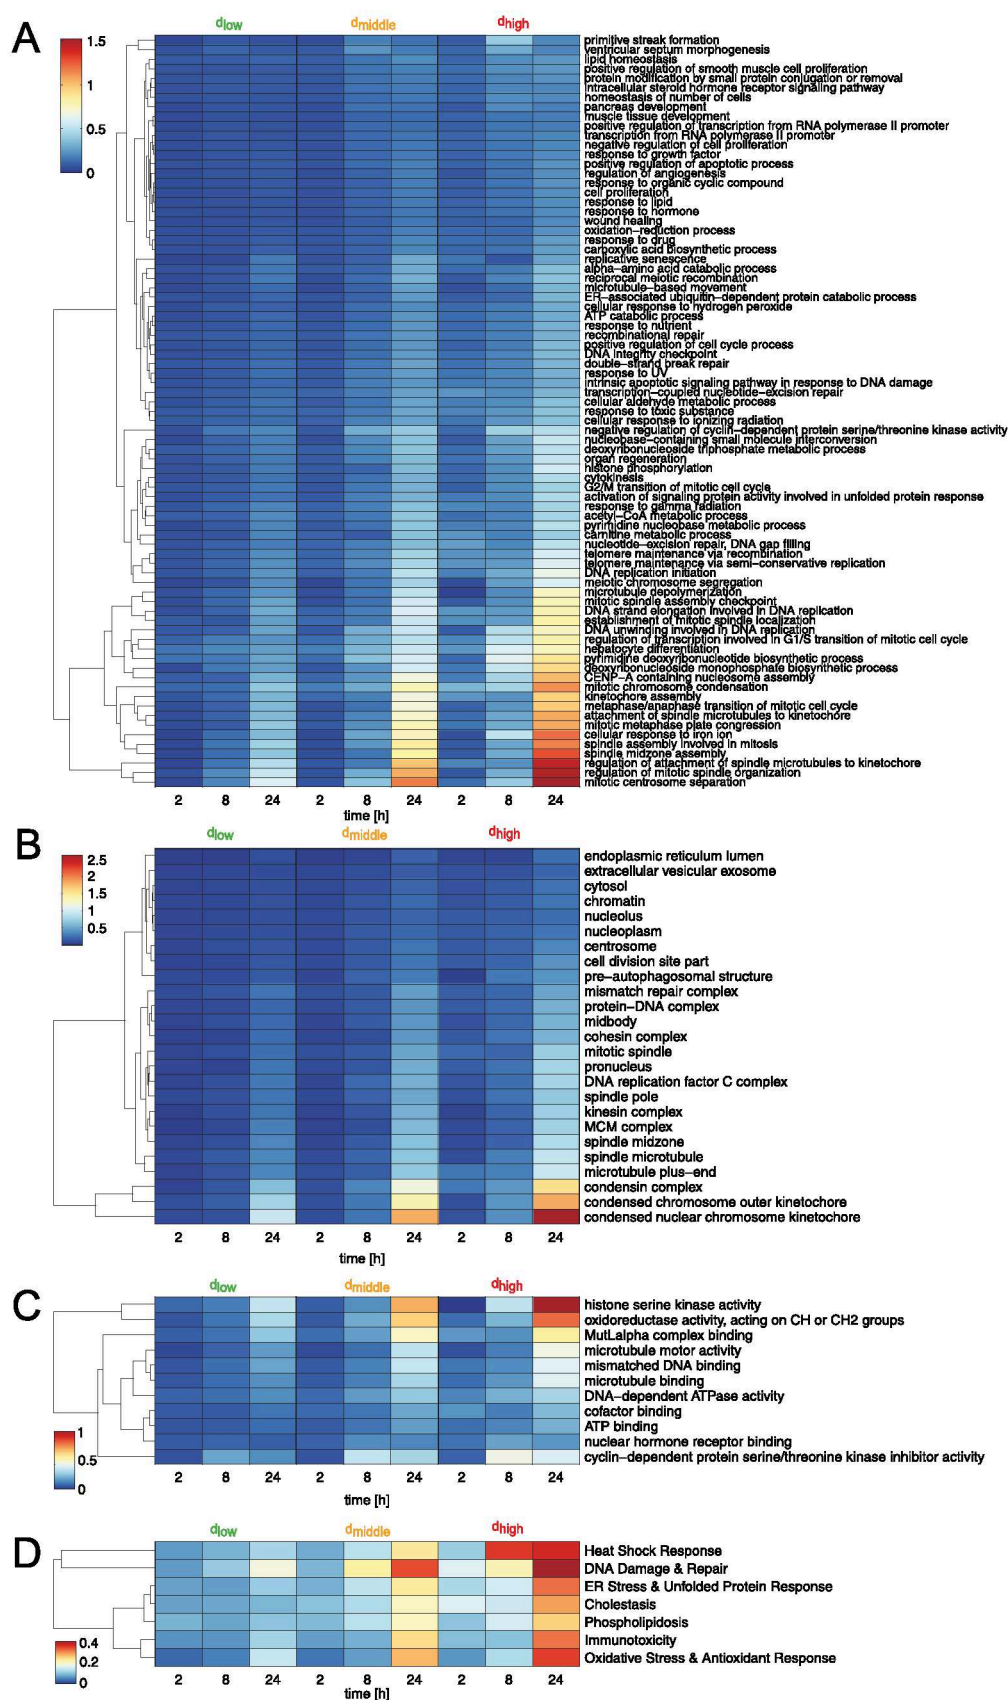 A
d_low d_middle d_high
1.5
1
0.5
0
primitive streak formation
ventricular septum morphogenesis
lipid homeostasis
positive regulation of smooth muscle cell proliferation
protein modification by small protein conjugation or removal
intracellular steroid hormone receptor signaling pathway
homeostasis of number of cells
pancreas development
muscle tissue development
positive regulation of transcription from RNA polymerase II promoter
transcription from RNA polymerase II promoter
negative regulation of cell proliferation
response to growth factor
positive regulation of apoptotic process
regulation of angiogenesis
response to organic cyclic compound
cell proliferation
response to lipid
response to hormone
wound healing
oxidation−reduction process
response to drug
carboxylic acid biosynthetic process
replicative senescence
alpha−amino acid catabolic process
reciprocal meiotic recombination
microtubule−based movement
ER−associated ubiquitin−dependent protein catabolic process
cellular response to hydrogen peroxide
ATP catabolic process
response to nutrient
recombinational repair
positive regulation of cell cycle process
DNA integrity checkpoint
double−strand break repair
response to UV
intrinsic apoptotic signaling pathway in response to DNA damage
transcription−coupled nucleotide−excision repair
cellular aldehyde metabolic process
response to toxic substance
cellular response to ionizing radiation
negative regulation of cyclin−dependent protein serine/threonine kinase activity
nucleobase−containing small molecule interconversion
deoxyribonucleoside triphosphate metabolic process
organ regeneration
histone phosphorylation
cytokinesis
G2/M transition of mitotic cell cycle
activation of signaling protein activity involved in unfolded protein response
response to gamma radiation
acetyl−CoA metabolic process
pyrimidine nucleobase metabolic process
carnitine metabolic process
nucleotide−excision repair, DNA gap filling
telomere maintenance via recombination
telomere maintenance via semi−conservative replication
DNA replication initiation
meiotic chromosome segregation
microtubule depolymerization
mitotic spindle assembly checkpoint
DNA strand elongation involved in DNA replication
establishment of mitotic spindle localization
DNA unwinding involved in DNA replication
regulation of transcription involved in G1/S transition of mitotic cell cycle
hepatocyte differentiation
pyrimidine deoxyribonucleotide biosynthetic process
deoxyribonucleoside monophosphate biosynthetic process
CENP−A containing nucleosome assembly
mitotic chromosome condensation
kinetochore assembly
metaphase/anaphase transition of mitotic cell cycle
attachment of spindle microtubules to kinetochore
mitotic metaphase plate congression
cellular response to iron ion
spindle assembly involved in mitosis
spindle midzone assembly
regulation of attachment of spindle microtubules to kinetochore
regulation of mitotic spindle organization
mitotic centrosome separation
2 8 24 2 8 24 2 8 24
time [h]
B
d_low d_middle d_high
2.5
2
1.5
1
0.5
endoplasmic reticulum lumen
extracellular vesicular exosome
cytosol
chromatin
nucleolus
nucleoplasm
centrosome
cell division site part
pre−autophagosomal structure
mismatch repair complex
protein−DNA complex
midbody
cohesin complex
mitotic spindle
pronucleus
DNA replication factor C complex
spindle pole
kinesin complex
MCM complex
spindle midzone
spindle microtubule
microtubule plus−end
condensin complex
condensed chromosome outer kinetochore
condensed nuclear chromosome kinetochore
2 8 24 2 8 24 2 8 24
time [h]
C
d_low d_middle d_high
histone serine kinase activity
oxidoreductase activity, acting on CH or CH2 groups
MutLalpha complex binding
microtubule motor activity
mismatched DNA binding
microtubule binding
DNA−dependent ATPase activity
cofactor binding
ATP binding
nuclear hormone receptor binding
cyclin−dependent protein serine/threonine kinase inhibitor activity
1
0.5
0
2 8 24 2 8 24 2 8 24
time [h]
D
d_low d_middle d_high
Heat Shock Response
DNA Damage & Repair
ER Stress & Unfolded Protein Response
Cholestasis
Phospholipidosis
Immunotoxicity
Oxidative Stress & Antioxidant Response
0.4
0.2
0
2 8 24 2 8 24 2 8 24
time [h]